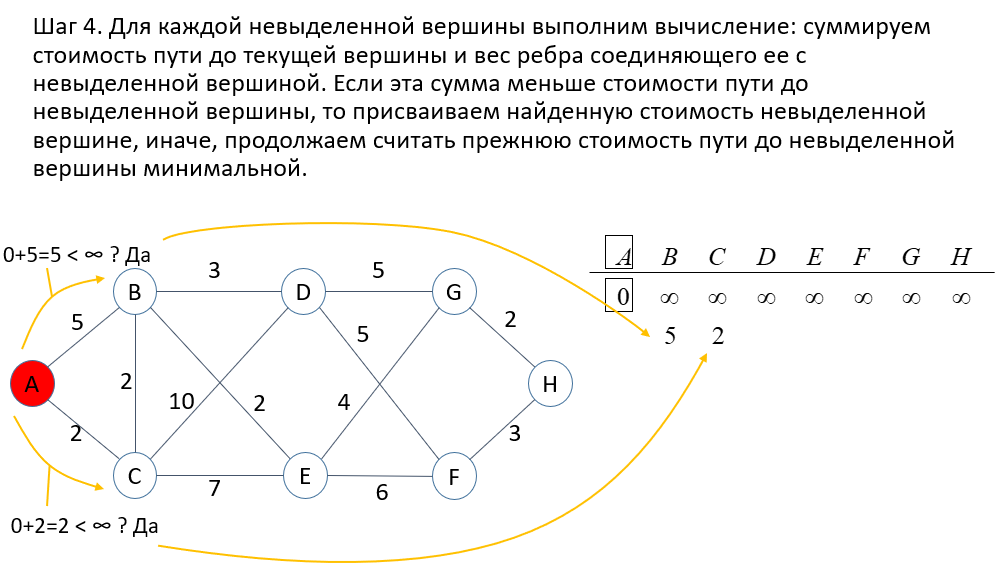 Шаг 4. Для каждой невыделенной вершины выполним вычисление: суммируем
стоимость пути до текущей вершины и вес ребра соединяющего ее с
невыделенной вершиной. Если эта сумма меньше стоимости пути до
невыделенной вершины, то присваиваем найденную стоимость невыделенной
вершине, иначе, продолжаем считать прежнюю стоимость пути до невыделенной
вершины минимальной.
0+5=5 < ∞ ? Да
A B C D E F G H
0 ∞ ∞ ∞ ∞ ∞ ∞ ∞
5 2
3 5
B D G
5 5 2
A 2 H
10 2 4
2 3
C E F
7 6
0+2=2 < ∞ ? Да